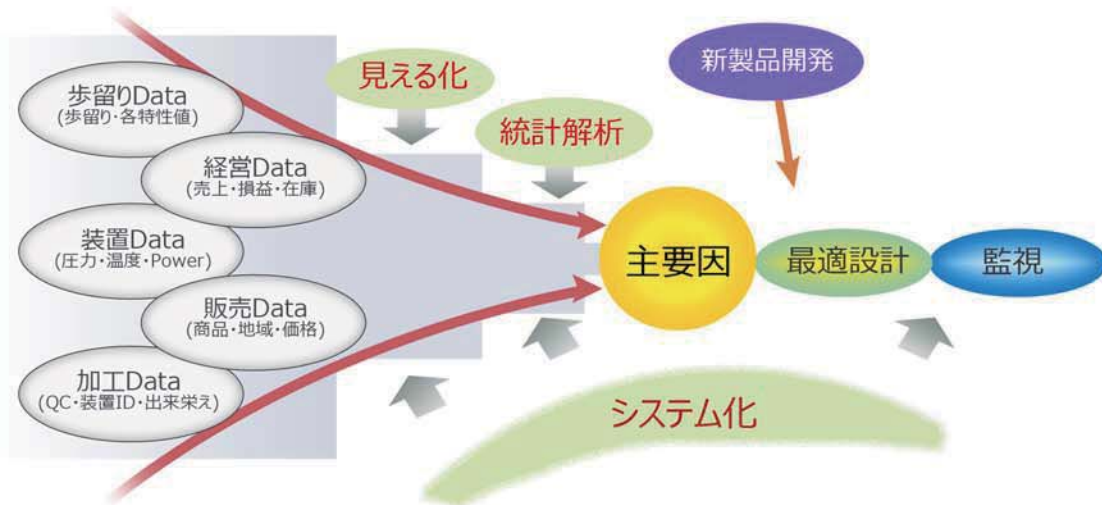 歩留りData
(歩留り・各特性値)
経営Data
(売上・損益・在庫)
装置Data
(圧力・温度・Power)
販売Data
(商品・地域・価格)
加工Data
(QC・装置ID・出来栄え)
見える化
統計解析
新製品開発
主要因
最適設計
監視
システム化